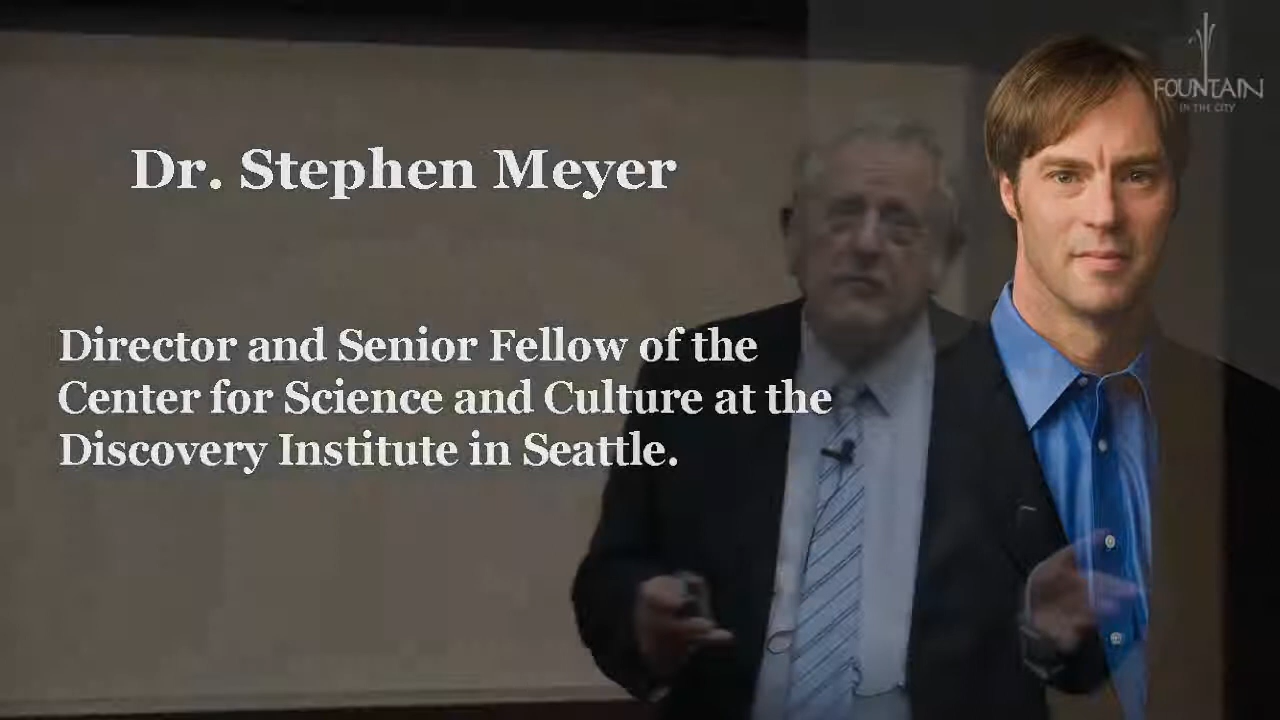 FOUNTAIN
IN THE CITY
Dr. Stephen Meyer
Director and Senior Fellow of the
Center for Science and Culture at the
Discovery Institute in Seattle.